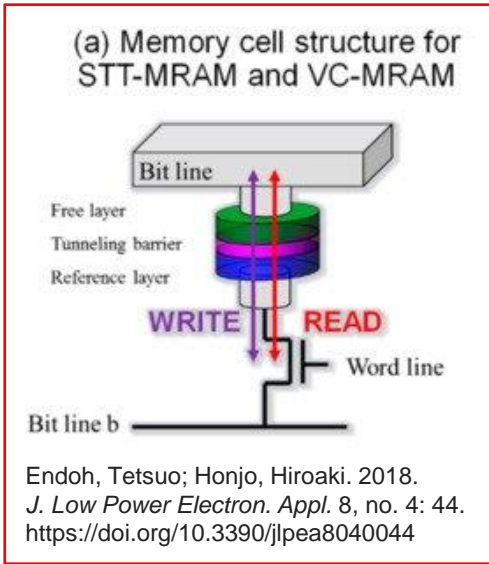 (a) Memory cell structure for
STT-MRAM and VC-MRAM
Bit line
Free layer
Tunneling barrier
Reference layer
WRITE READ
Word line
Bit line b
Endoh, Tetsuo; Honjo, Hiroaki. 2018.
J. Low Power Electron. Appl. 8, no. 4: 44.
https://doi.org/10.3390/jlpea8040044